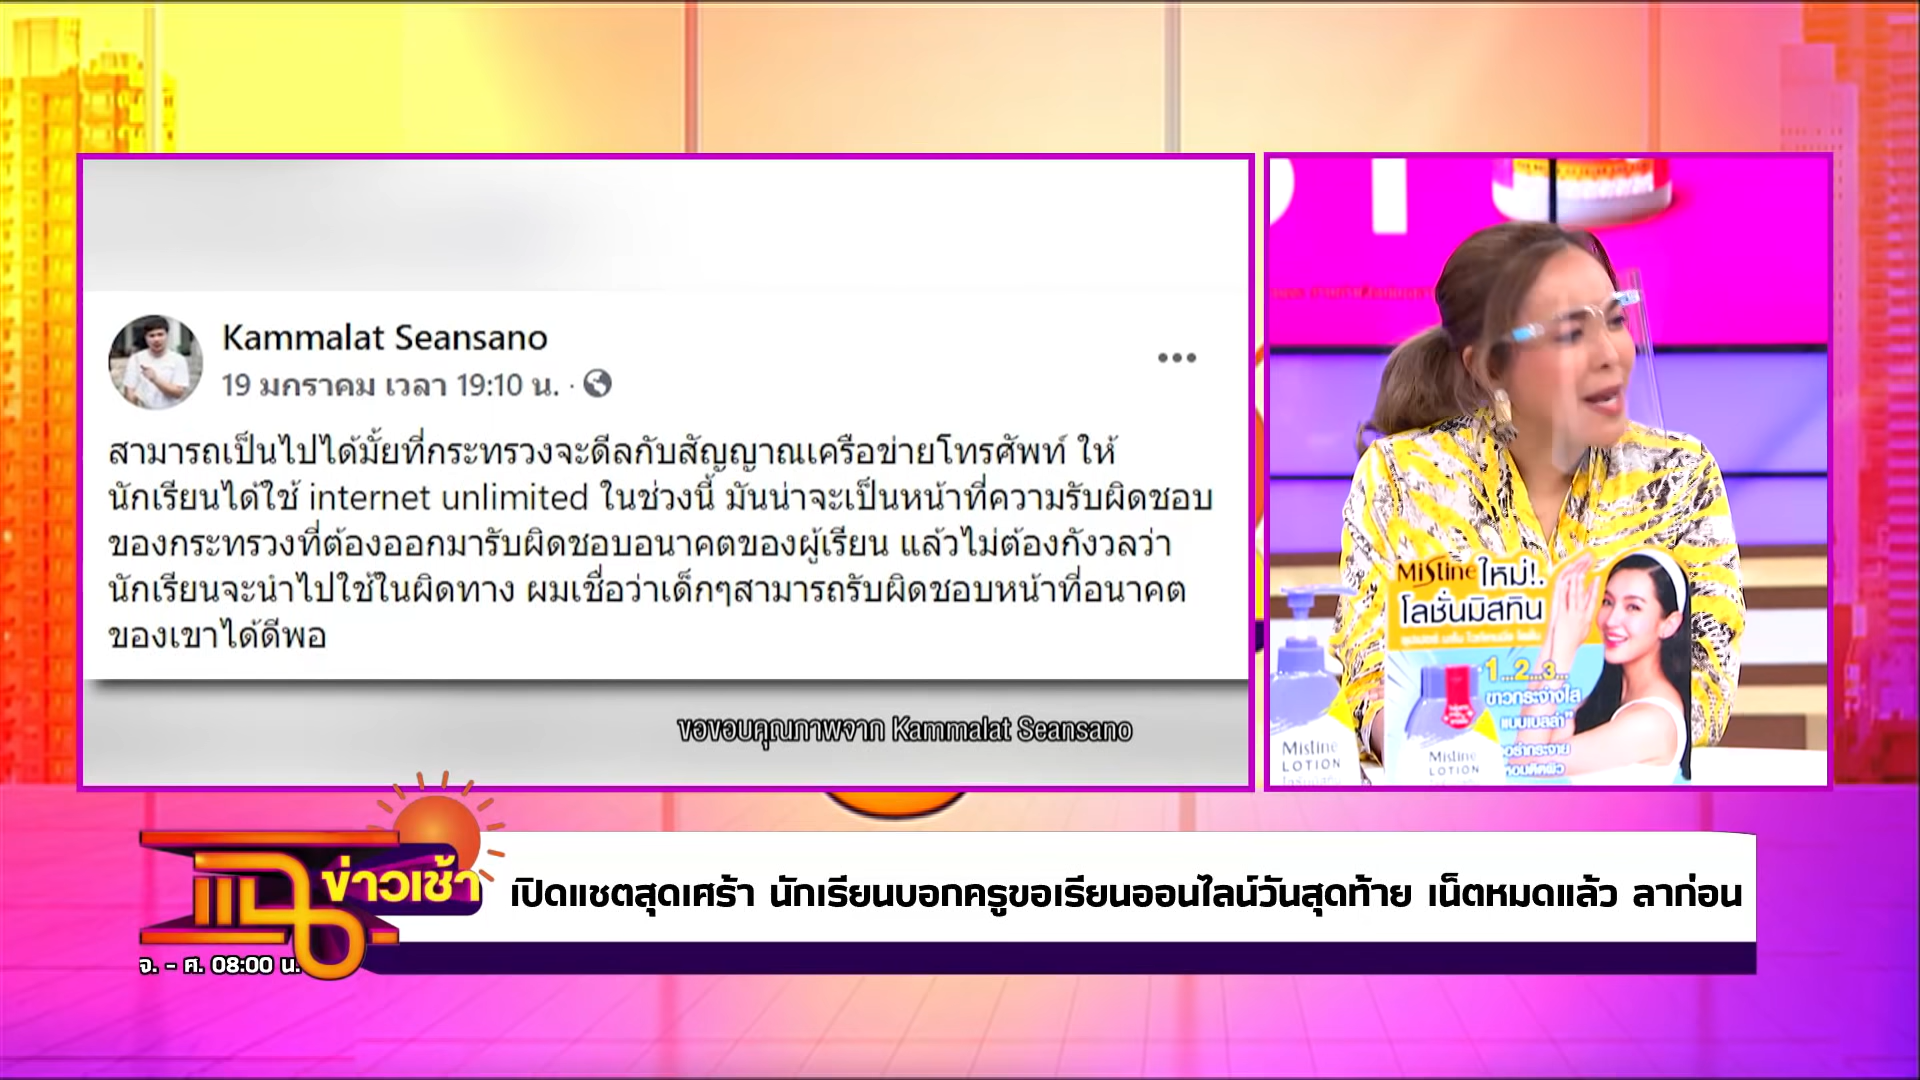 Kammalat Seansano
19 มกราคม เวลา 19:10 น.
สามารถเป็นไปได้มั้ยที่กระทรวงจะดีลกับสัญญาณเครือข่ายโทรศัพท์ ให้
นักเรียนได้ใช้ internet unlimited ในช่วงนี้ มันน่าจะเป็นหน้าที่ความรับผิดชอบ
ของกระทรวงที่ต้องออกมารับผิดชอบอนาคตของผู้เรียน แล้วไม่ต้องกังวลว่า
นักเรียนจะนำไปใช้ในผิดทาง ผมเชื่อว่าเด็กๆสามารถรับผิดชอบหน้าที่อนาคต
ของเขาได้ดีพอ
ขอขอบคุณภาพจาก Kammalat Seansano
Mistine ใหม่!.
โลชั่นมิสทิน
1...2...3...
ขาวกระจ่างใส
แบบเบลล่า
Mistine
LOTION
Mistine
LOTION
แฉ ข่าวเช้า
จ. - ศ. 08:00 น.
เปิดแชตสุดเศร้า นักเรียนบอกครูขอเรียนออนไลน์วันสุดท้าย เน็ตหมดแล้ว ลาก่อน